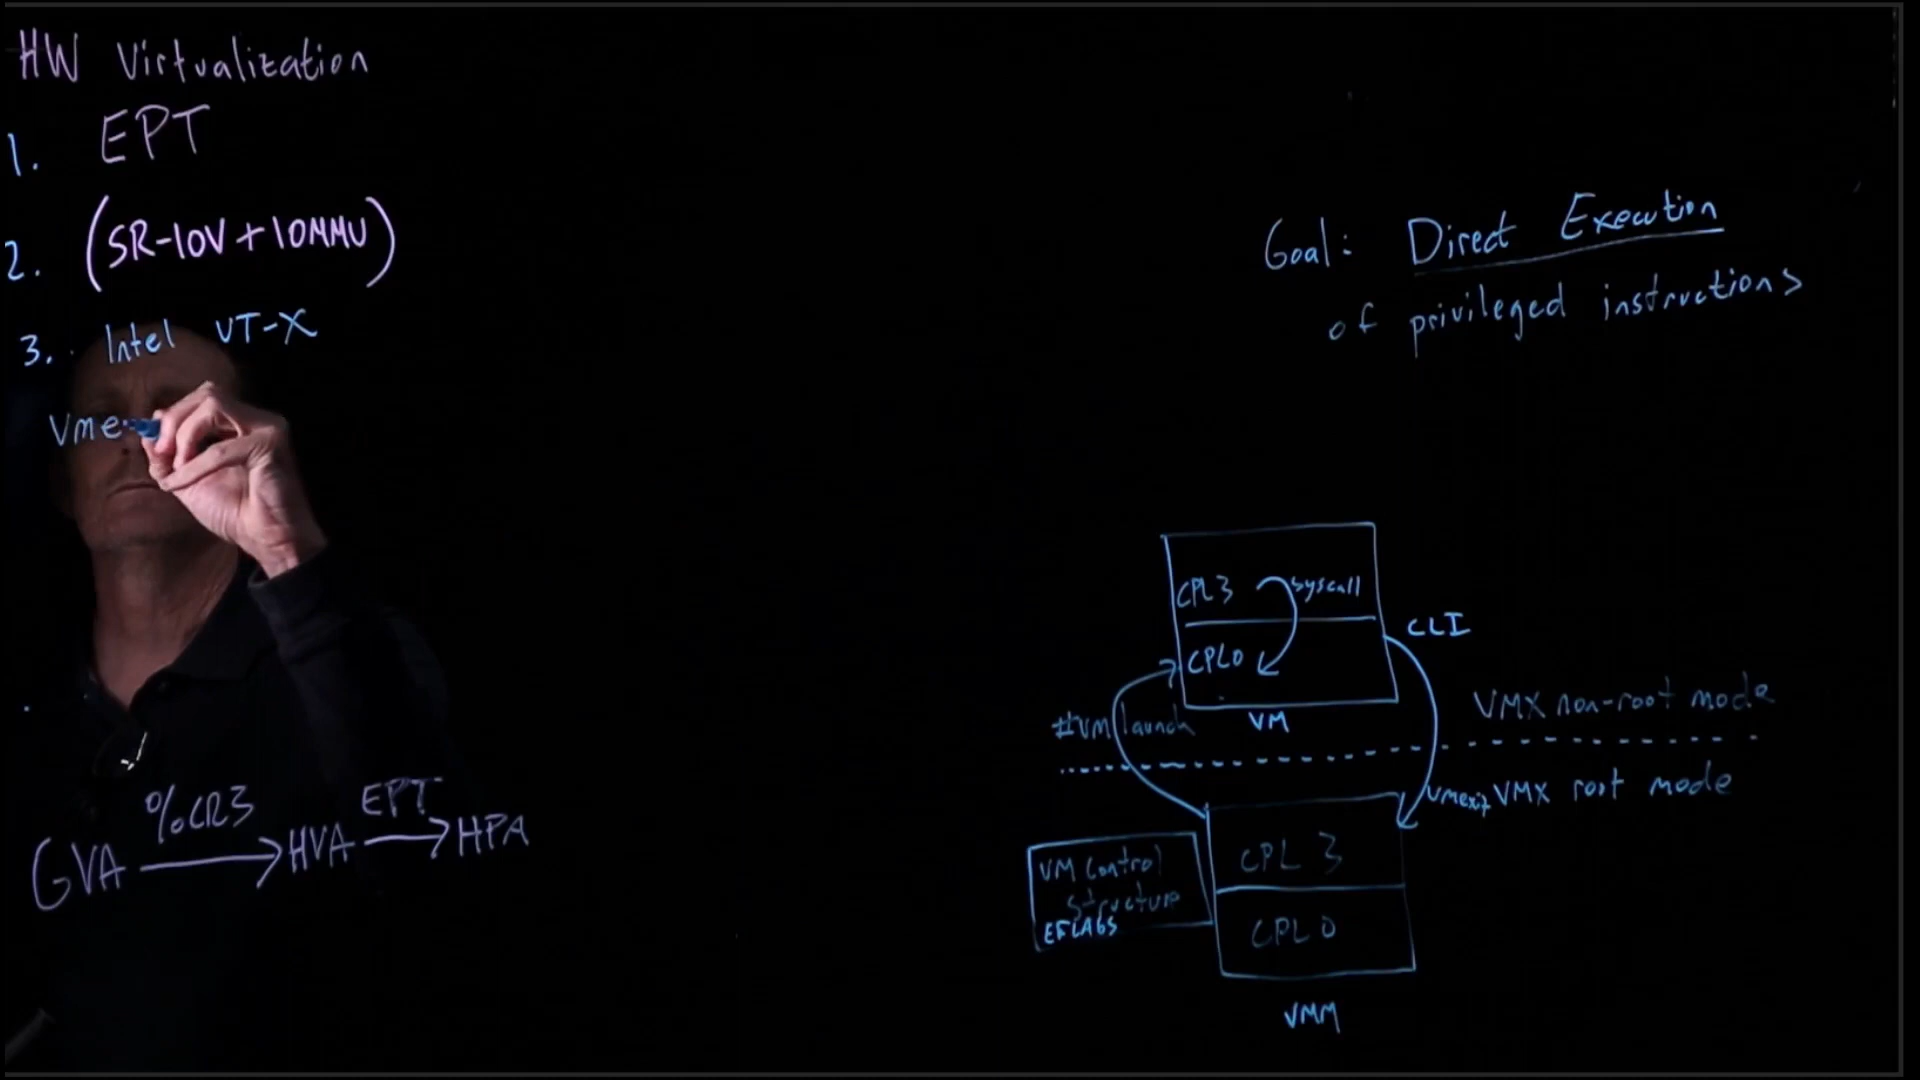 HW Virtualization
1. EPT
2. (SR-IOV + IOMMU)
3. Intel VT-X
Vme
GVA %CR3 → HVA EPT → HPA
Goal: Direct Execution
of privileged instructions
CPL3 syscall
CLI
CPL0
#vmlaunch
VM
VMX non-root mode
vmexit
VMX root mode
VM Control
Structure
EFLAGS
CPL 3
CPL 0
VMM